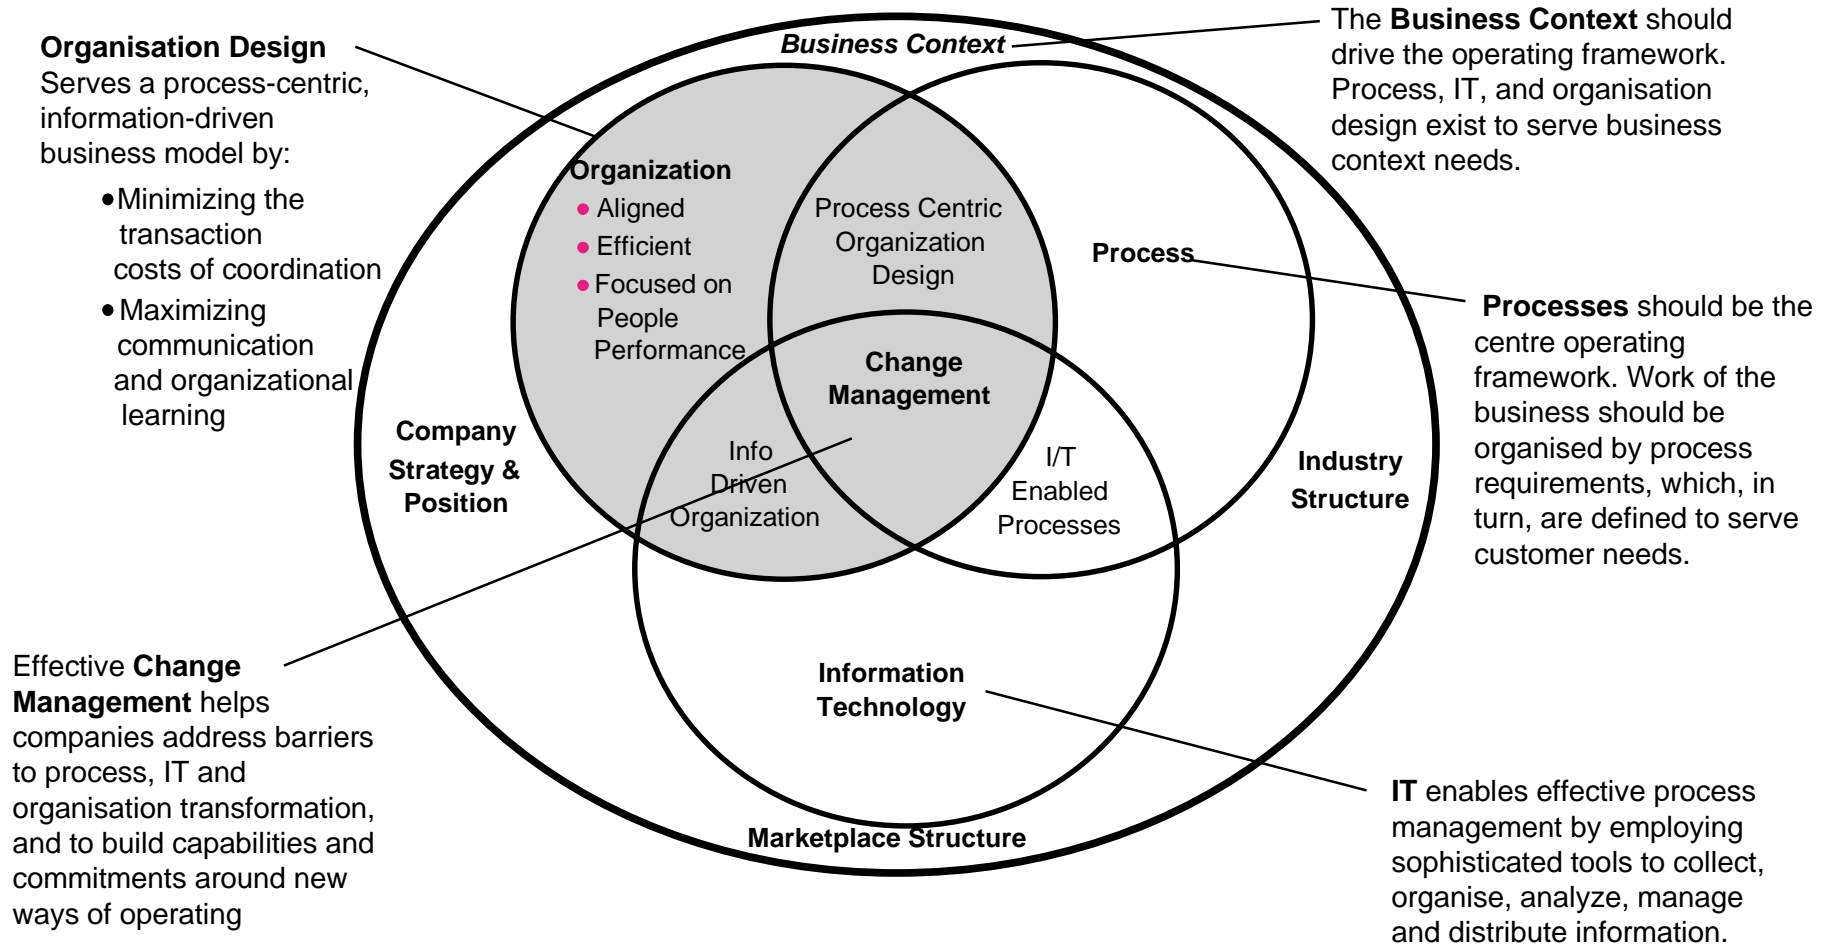 Organisation Design
Serves a process-centric,
information-driven
business model by:
•Minimizing the
transaction
costs of coordination
•Maximizing
communication
and organizational
learning
Business Context
The Business Context should
drive the operating framework.
Process, IT, and organisation
design exist to serve business
context needs.
Organization
• Aligned
• Efficient
• Focused on
People
Performance
Process Centric
Organization
Design
Process
Processes should be the
centre operating
framework. Work of the
business should be
organised by process
requirements, which, in
turn, are defined to serve
customer needs.
Change
Management
Company
Strategy &
Position
Info
Driven
Organization
I/T
Enabled
Processes
Industry
Structure
Effective Change
Management helps
companies address barriers
to process, IT and
organisation transformation,
and to build capabilities and
commitments around new
ways of operating
Information
Technology
Marketplace Structure
IT enables effective process
management by employing
sophisticated tools to collect,
organise, analyze, manage
and distribute information.